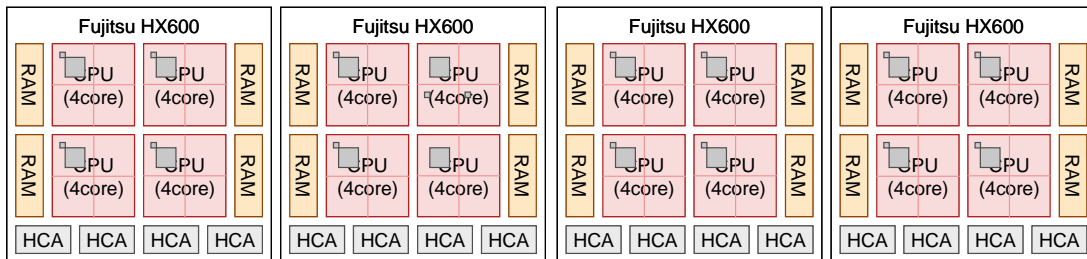 Fujitsu HX600
RAM
CPU
(4core)
CPU
(4core)
RAM
RAM
CPU
(4core)
CPU
(4core)
RAM
HCA
HCA
HCA
HCA
Fujitsu HX600
RAM
CPU
(4core)
CPU
(4core)
RAM
RAM
CPU
(4core)
CPU
(4core)
RAM
HCA
HCA
HCA
HCA
Fujitsu HX600
RAM
CPU
(4core)
CPU
(4core)
RAM
RAM
CPU
(4core)
CPU
(4core)
RAM
HCA
HCA
HCA
HCA
Fujitsu HX600
RAM
CPU
(4core)
CPU
(4core)
RAM
RAM
CPU
(4core)
CPU
(4core)
RAM
HCA
HCA
HCA
HCA